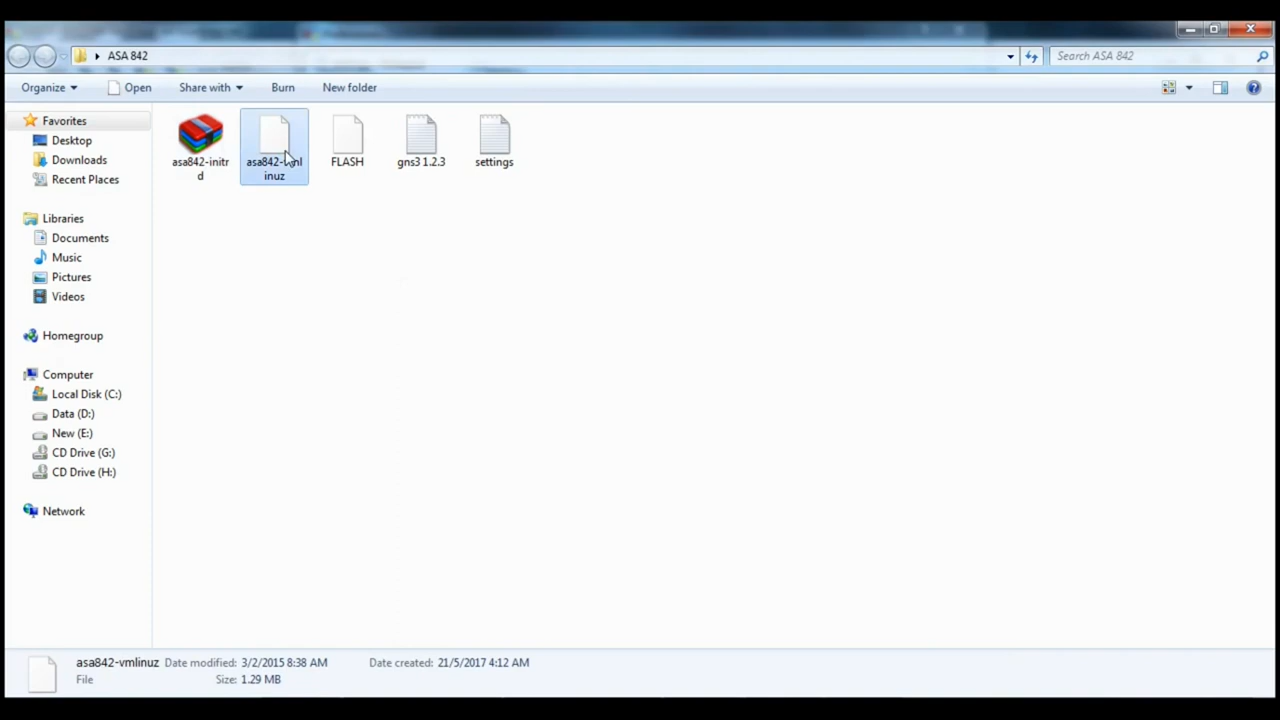 ASA 842
Search ASA 842
Organize Open Share with Burn New folder
Favorites
Desktop
Downloads
Recent Places
Libraries
Documents
Music
Pictures
Videos
Homegroup
Computer
Local Disk (C:)
Data (D:)
New (E:)
CD Drive (G:)
CD Drive (H:)
Network
asa842-initr
d
asa842-vmlinuz
FLASH
gns3 1.2.3
settings
asa842-vmlinuz Date modified: 3/2/2015 8:38 AM Date created: 21/5/2017 4:12 AM
File Size: 1.29 MB